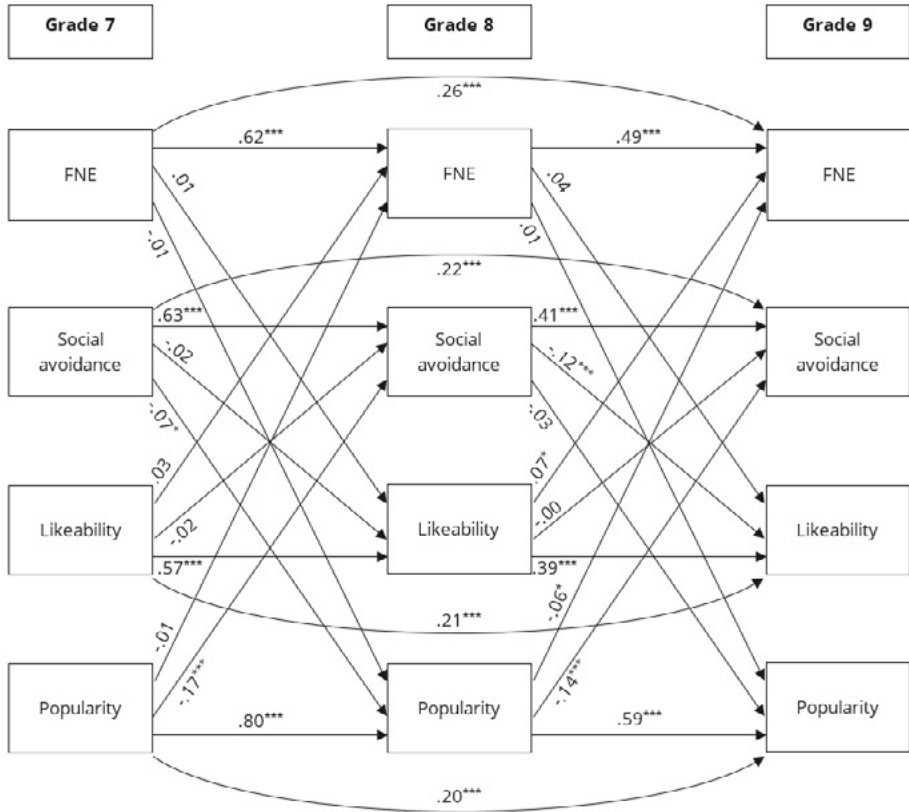 Grade 7
Grade 8
Grade 9
.26***
FNE
.62***
FNE
.49***
FNE
.01
-.01
.04
.01
.22***
Social
avoidance
.63***
Social
avoidance
.41***
Social
avoidance
-.02
-.07*
-.12***
-.03
.03
-.02
.07*
-.00
Likeability
.57***
Likeability
.39***
Likeability
.21***
-.01
-.17***
-.06*
-.14***
Popularity
.80***
Popularity
.59***
Popularity
.20***